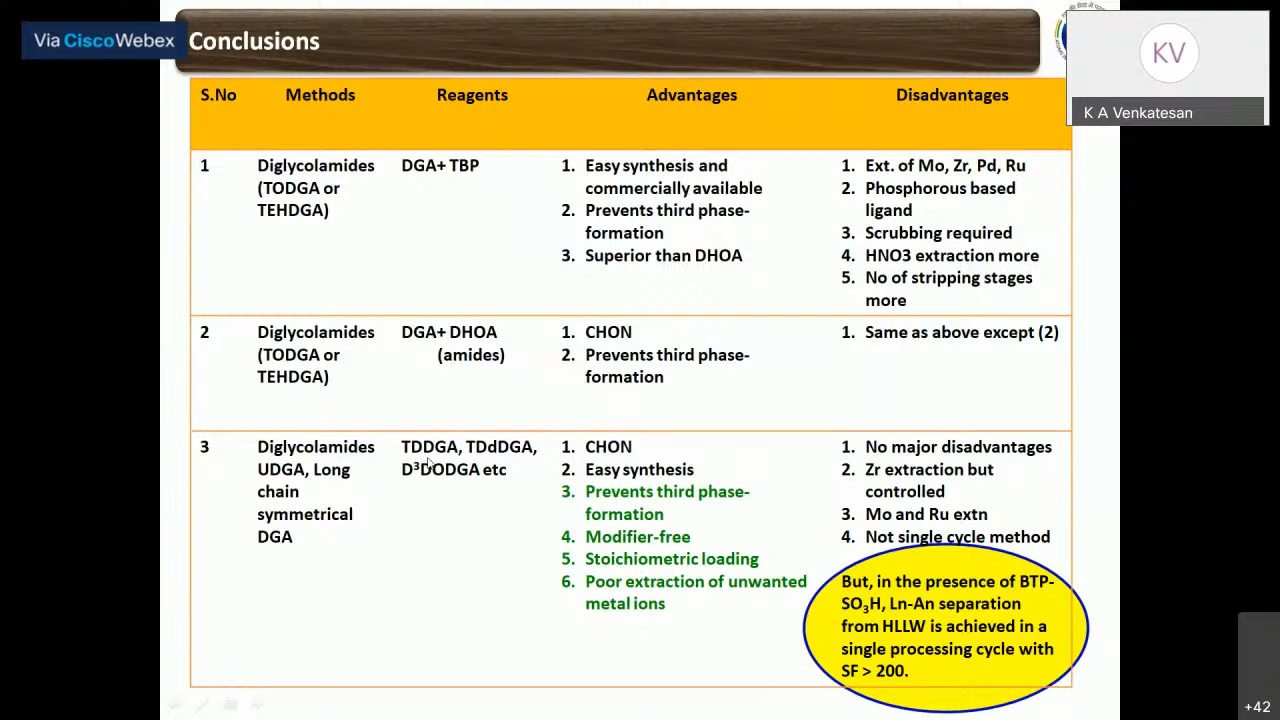 Via CiscoWebex
Conclusions
KV
K A Venkatesan
S.No Methods Reagents Advantages Disadvantages
1
Diglycolamides
(TODGA or
TEHDGA)
DGA+ TBP
1. Easy synthesis and
commercially available
2. Prevents third phase-
formation
3. Superior than DHOA
1. Ext. of Mo, Zr, Pd, Ru
2. Phosphorous based
ligand
3. Scrubbing required
4. HNO3 extraction more
5. No of stripping stages
more
2
Diglycolamides
(TODGA or
TEHDGA)
DGA+ DHOA
(amides)
1. CHON
2. Prevents third phase-
formation
1. Same as above except (2)
3
Diglycolamides
UDGA, Long
chain
symmetrical
DGA
TDDGA, TDdDGA,
D³DODGA etc
1. CHON
2. Easy synthesis
3. Prevents third phase-
formation
4. Modifier-free
5. Stoichiometric loading
6. Poor extraction of unwanted
metal ions
1. No major disadvantages
2. Zr extraction but
controlled
3. Mo and Ru extn
4. Not single cycle method
But, in the presence of BTP-
SO₃H, Ln-An separation
from HLLW is achieved in a
single processing cycle with
SF > 200.
+42